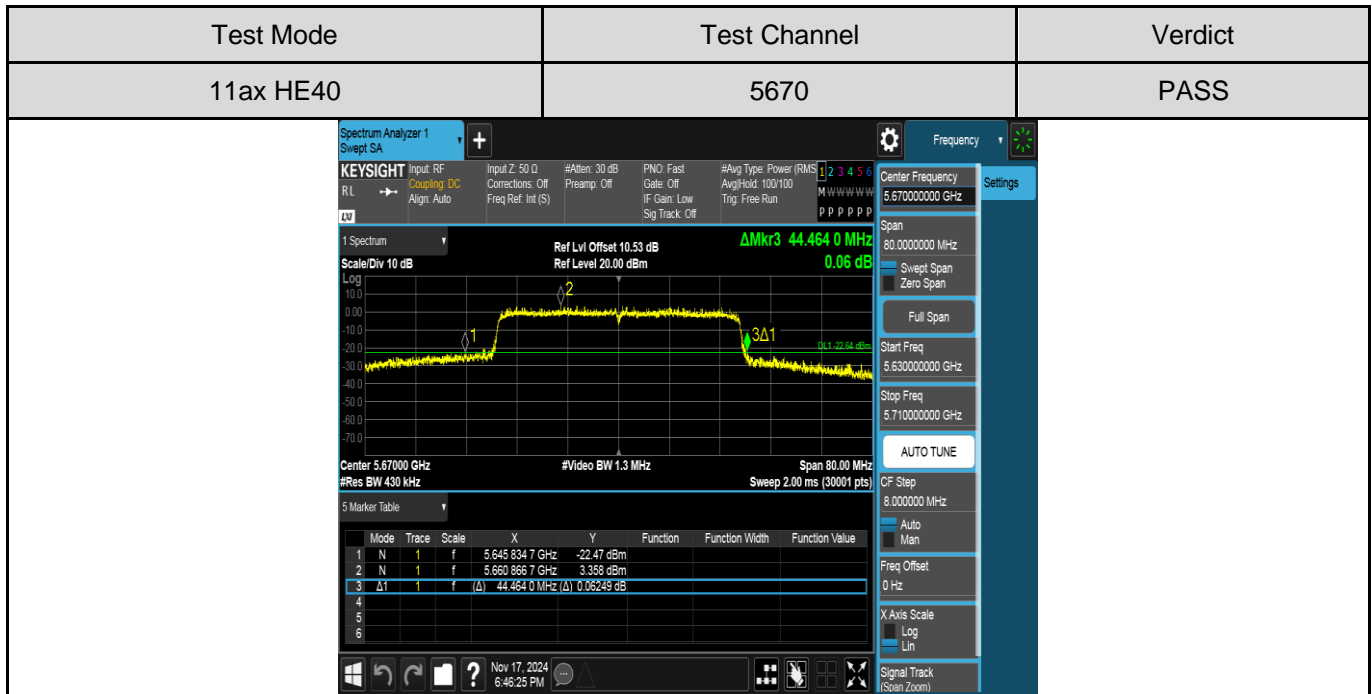 Test Mode Test Channel Verdict
11ax HE40 5670 PASS
Spectrum Analyzer 1
Swept SA
+
Frequency
KEYSIGHT Input: RF Input Z: 50 Ω #Atten: 30 dB PNO: Fast #Avg Type: Power (RMS 1 2 3 4 5 6
RL Coupling: DC Corrections: Off Preamp: Off Gate: Off Avg|Hold: 100/100 M W W W W W
Align: Auto Freq Ref: Int (S) IF Gain: Low Trig: Free Run
LXI Sig Track: Off P P P P P P
1 Spectrum
Ref Lvl Offset 10.53 dB ΔMkr3 44.464 0 MHz
Scale/Div 10 dB Ref Level 20.00 dBm 0.06 dB
Log
10.0
0.00
-10.0
-20.0
-30.0
-40.0
-50.0
-60.0
-70.0
2
1
3Δ1
DL1 -22.64 dBm
Center 5.67000 GHz #Video BW 1.3 MHz Span 80.00 MHz
#Res BW 430 kHz Sweep 2.00 ms (30001 pts)
5 Marker Table
Mode Trace Scale X Y Function Function Width Function Value
1 N 1 f 5.645 834 7 GHz -22.47 dBm
2 N 1 f 5.660 866 7 GHz 3.358 dBm
3 Δ1 1 f (Δ) 44.464 0 MHz (Δ) 0.06249 dB
4
5
6
?
Nov 17, 2024
6:46:25 PM
Center Frequency
5.670000000 GHz
Settings
Span
80.0000000 MHz
Swept Span
Zero Span
Full Span
Start Freq
5.630000000 GHz
Stop Freq
5.710000000 GHz
AUTO TUNE
CF Step
8.000000 MHz
Auto
Man
Freq Offset
0 Hz
X Axis Scale
Log
Lin
Signal Track
(Span Zoom)